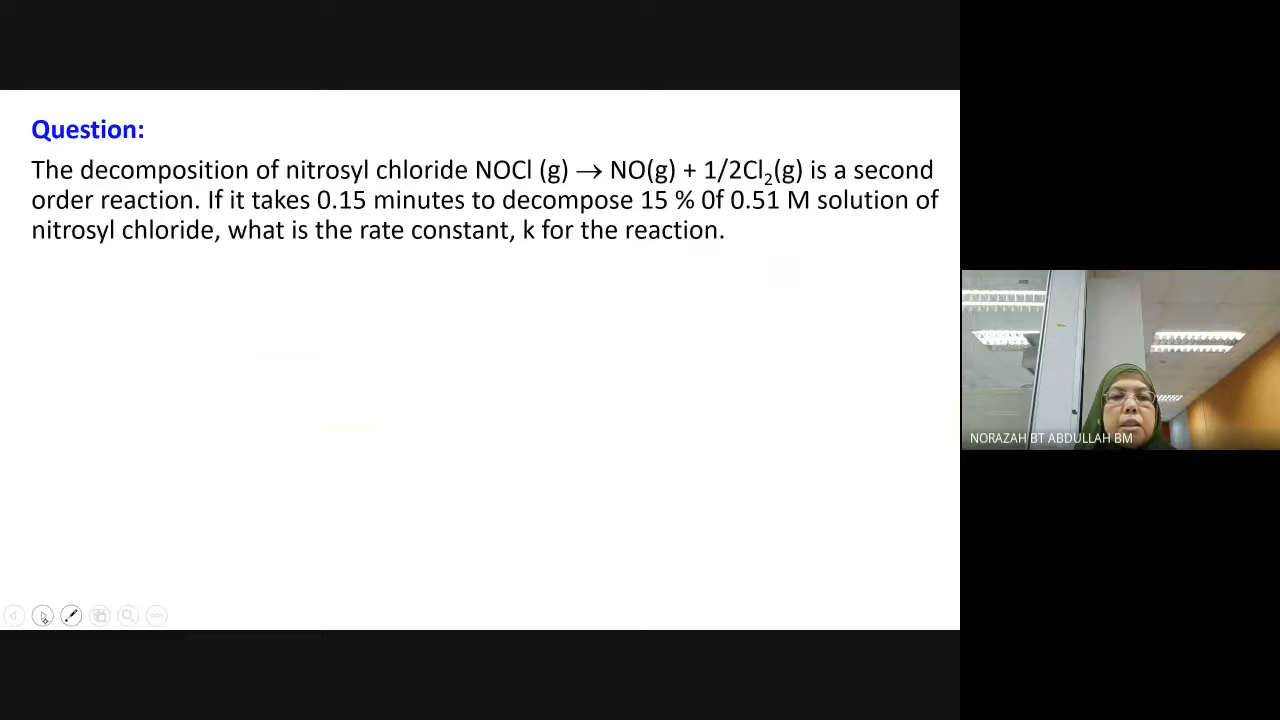 Question:
The decomposition of nitrosyl chloride NOCl (g) → NO(g) + 1/2Cl₂(g) is a second
order reaction. If it takes 0.15 minutes to decompose 15 % 0f 0.51 M solution of
nitrosyl chloride, what is the rate constant, k for the reaction.
NORAZAH BT ABDULLAH BM